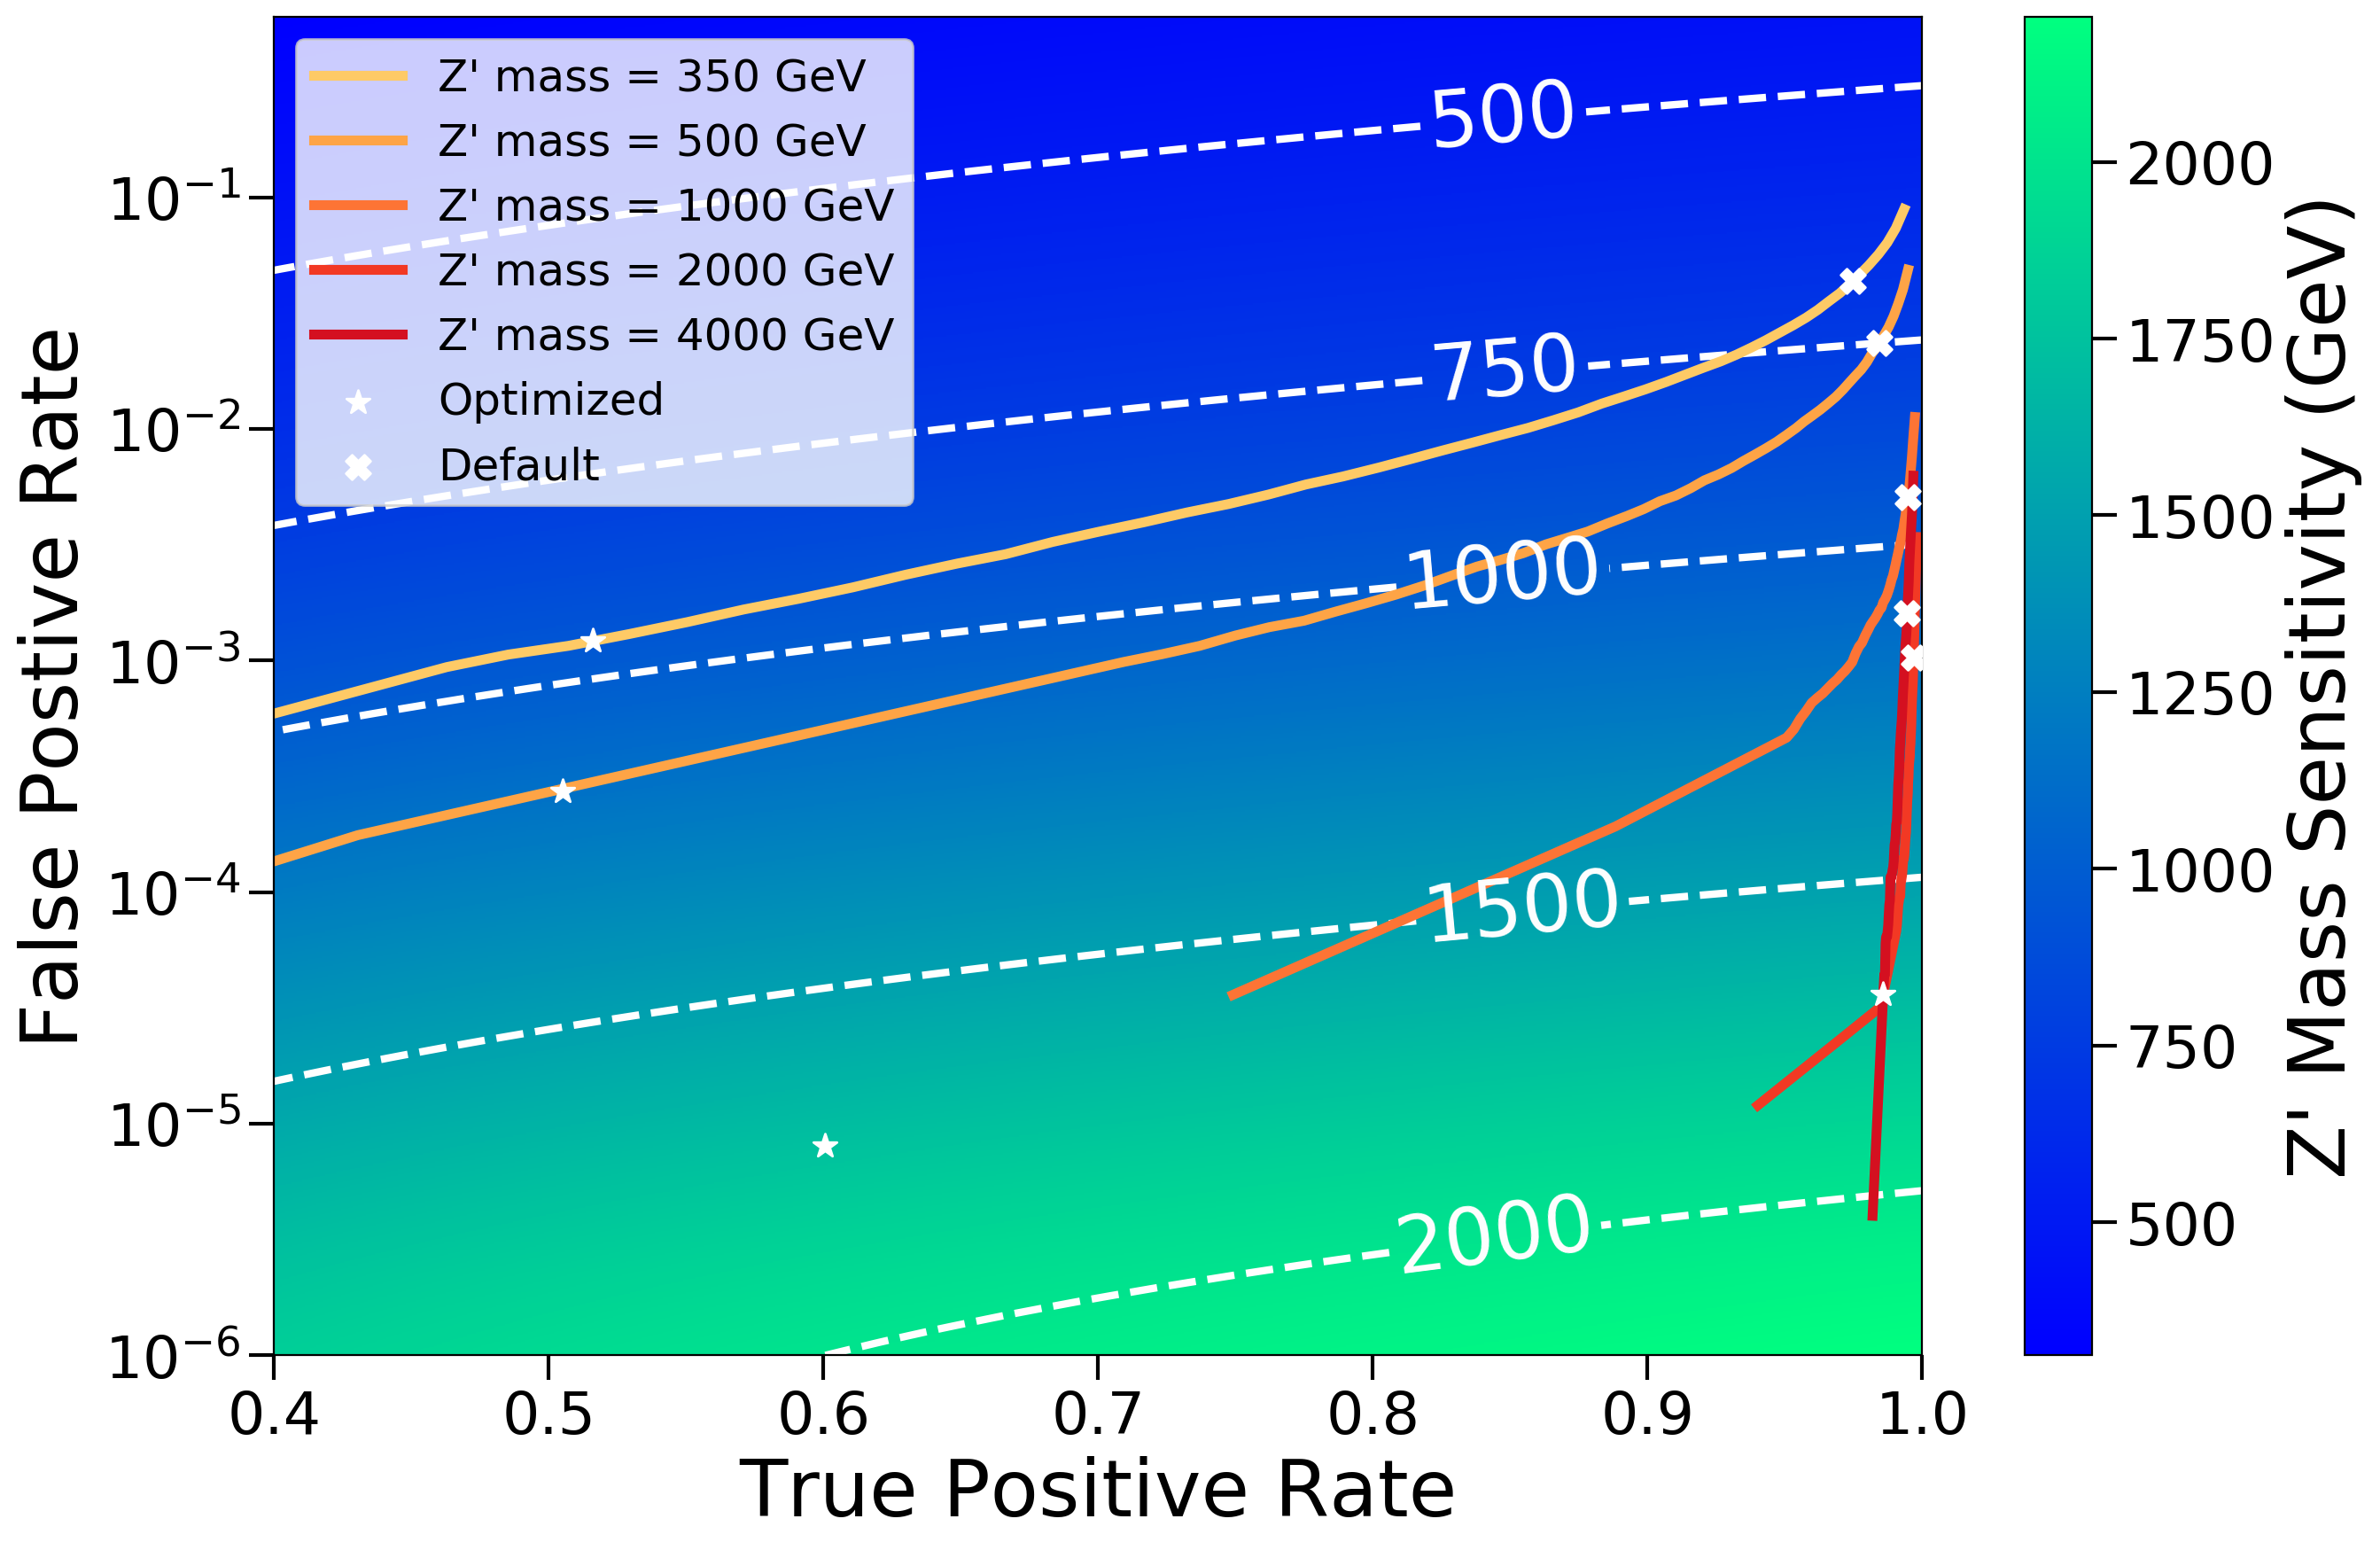 Z' mass = 350 GeV
Z' mass = 500 GeV
Z' mass = 1000 GeV
Z' mass = 2000 GeV
Z' mass = 4000 GeV
Optimized
Default
500
750
1000
1500
2000
10⁻¹
10⁻²
10⁻³
10⁻⁴
10⁻⁵
10⁻⁶
False Postive Rate
0.4 0.5 0.6 0.7 0.8 0.9 1.0
True Positive Rate
2000
1750
1500
1250
1000
750
500
Z' Mass Sensitivity (GeV)